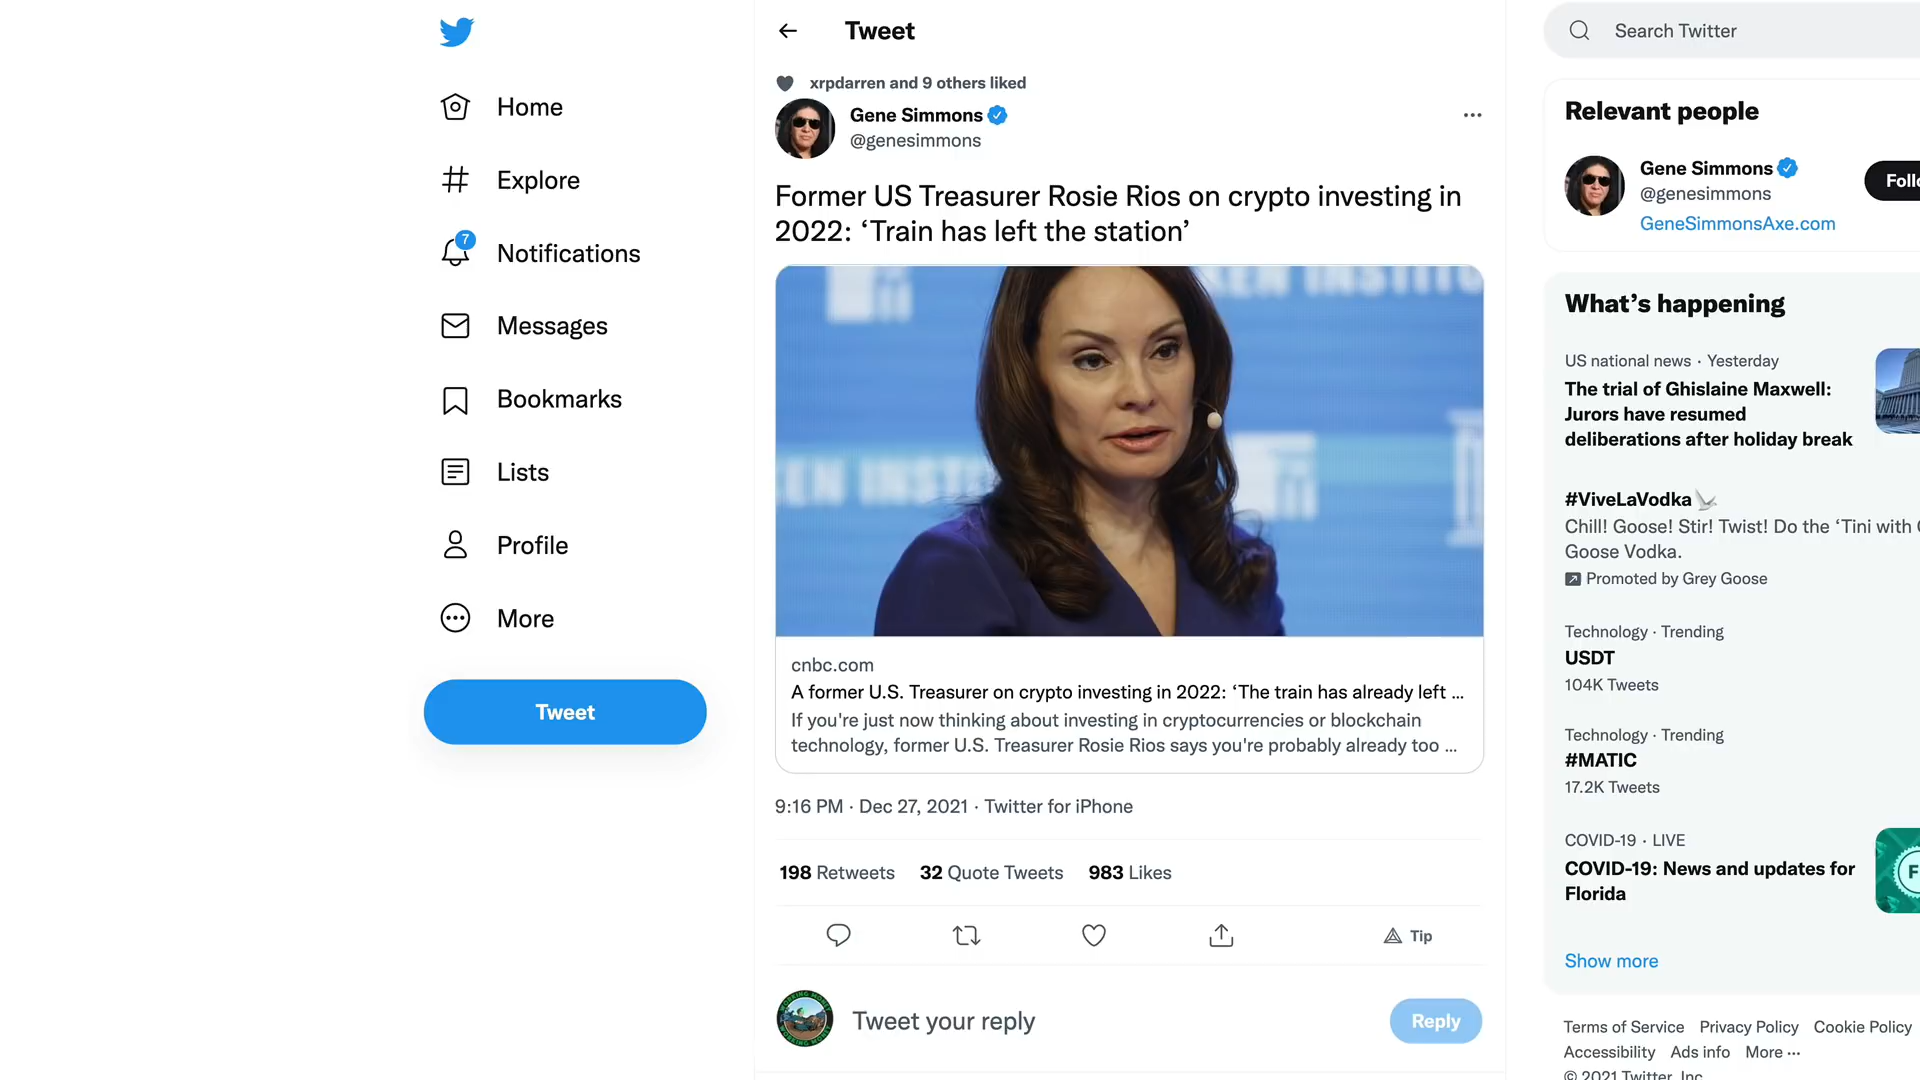 Home
Explore
7
Notifications
Messages
Bookmarks
Lists
Profile
More
Tweet
Tweet
xrpdarren and 9 others liked
Gene Simmons
@genesimmons
Former US Treasurer Rosie Rios on crypto investing in
2022: ‘Train has left the station’
KEN INSTITU
KEN INST
cnbc.com
A former U.S. Treasurer on crypto investing in 2022: ‘The train has already left ...
If you're just now thinking about investing in cryptocurrencies or blockchain
technology, former U.S. Treasurer Rosie Rios says you're probably already too ...
9:16 PM · Dec 27, 2021 · Twitter for iPhone
198 Retweets 32 Quote Tweets 983 Likes
Tip
Tweet your reply
Reply
Search Twitter
Relevant people
Gene Simmons
@genesimmons
GeneSimmonsAxe.com
Follo
What’s happening
US national news · Yesterday
The trial of Ghislaine Maxwell:
Jurors have resumed
deliberations after holiday break
#ViveLaVodka
Chill! Goose! Stir! Twist! Do the ‘Tini with
Goose Vodka.
Promoted by Grey Goose
Technology · Trending
USDT
104K Tweets
Technology · Trending
#MATIC
17.2K Tweets
COVID-19 · LIVE
COVID-19: News and updates for
Florida
F
Show more
Terms of Service Privacy Policy Cookie Policy
Accessibility Ads info More ···
© 2021 Twitter, Inc.